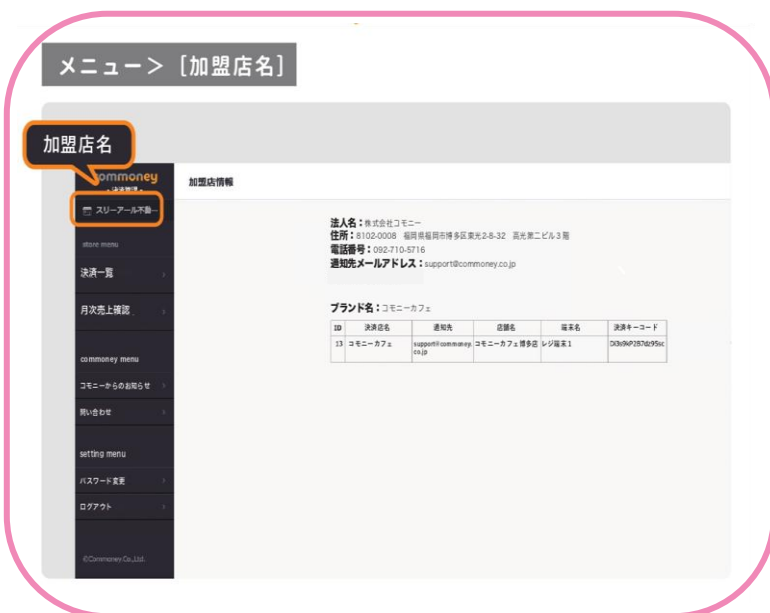 メニュー＞［加盟店名］
加盟店名
commoney
- 決済管理 -
スリーアール不動…
加盟店情報
store menu
決済一覧
月次売上確認
commoney menu
コモニーからのお知らせ
問い合わせ
setting menu
パスワード変更
ログアウト
©Commoney.Co.,Ltd.
法人名：株式会社コモニー
住所：8102-0008 福岡県福岡市博多区東光2-8-32 高光第二ビル3階
電話番号：092-710-5716
通知先メールアドレス：support@commoney.co.jp
ブランド名：コモニーカフェ
ID 決済店名 通知先 店舗名 端末名 決済キーコード
13 コモニーカフェ support@commoney. コモニーカフェ博多店 レジ端末1
co.jp